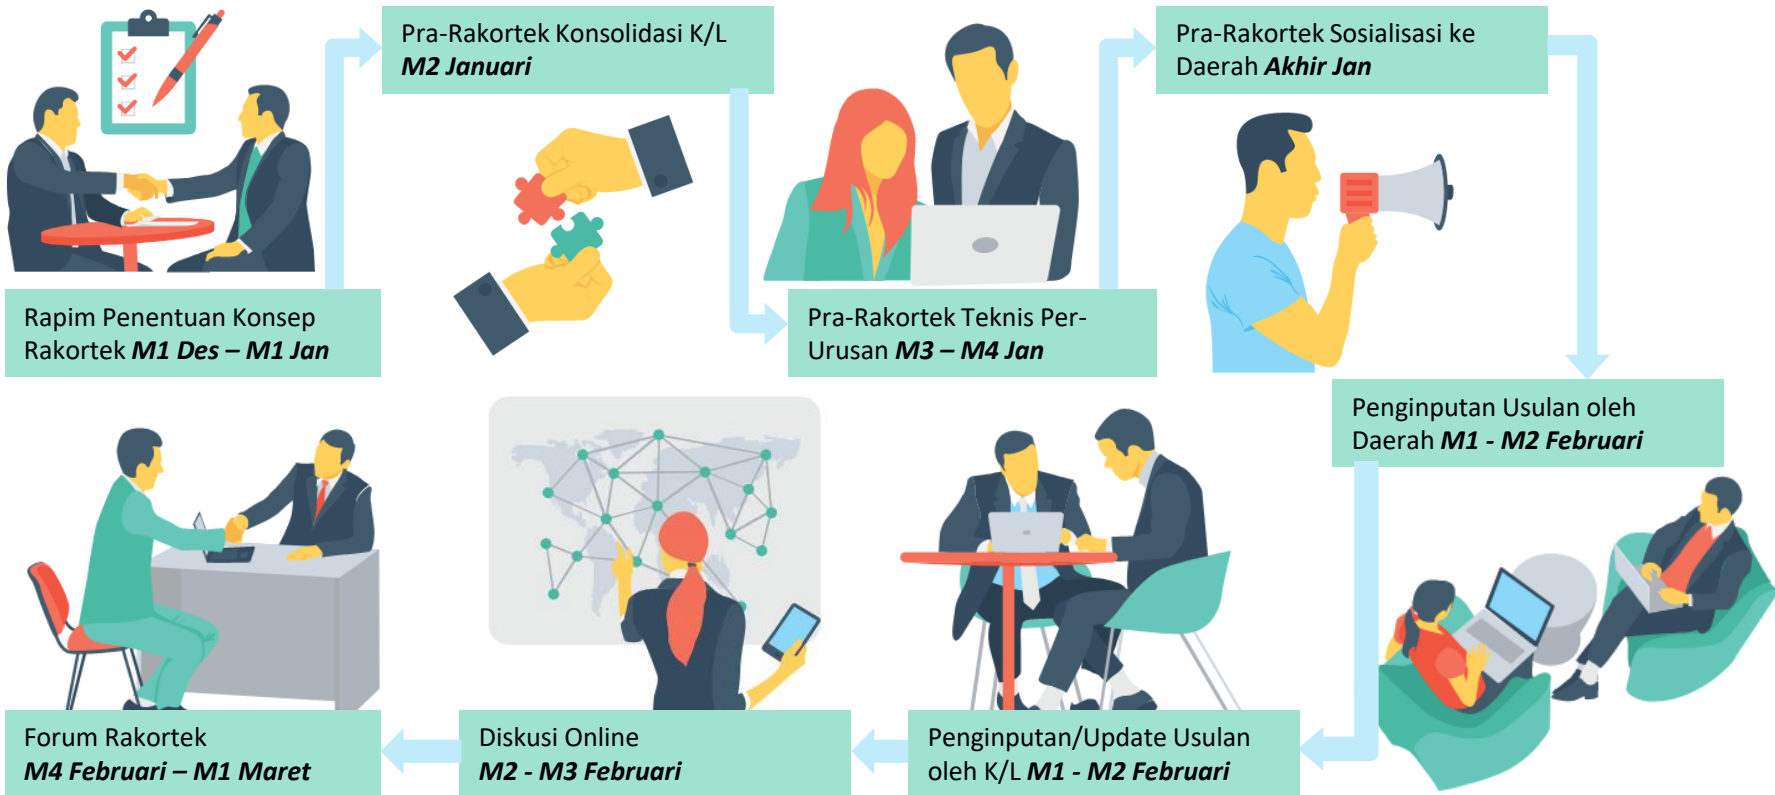 Rapim Penentuan Konsep
Rakortek M1 Des – M1 Jan
Pra-Rakortek Konsolidasi K/L
M2 Januari
Pra-Rakortek Teknis Per-
Urusan M3 – M4 Jan
Pra-Rakortek Sosialisasi ke
Daerah Akhir Jan
Penginputan Usulan oleh
Daerah M1 - M2 Februari
Penginputan/Update Usulan
oleh K/L M1 - M2 Februari
Diskusi Online
M2 - M3 Februari
Forum Rakortek
M4 Februari – M1 Maret